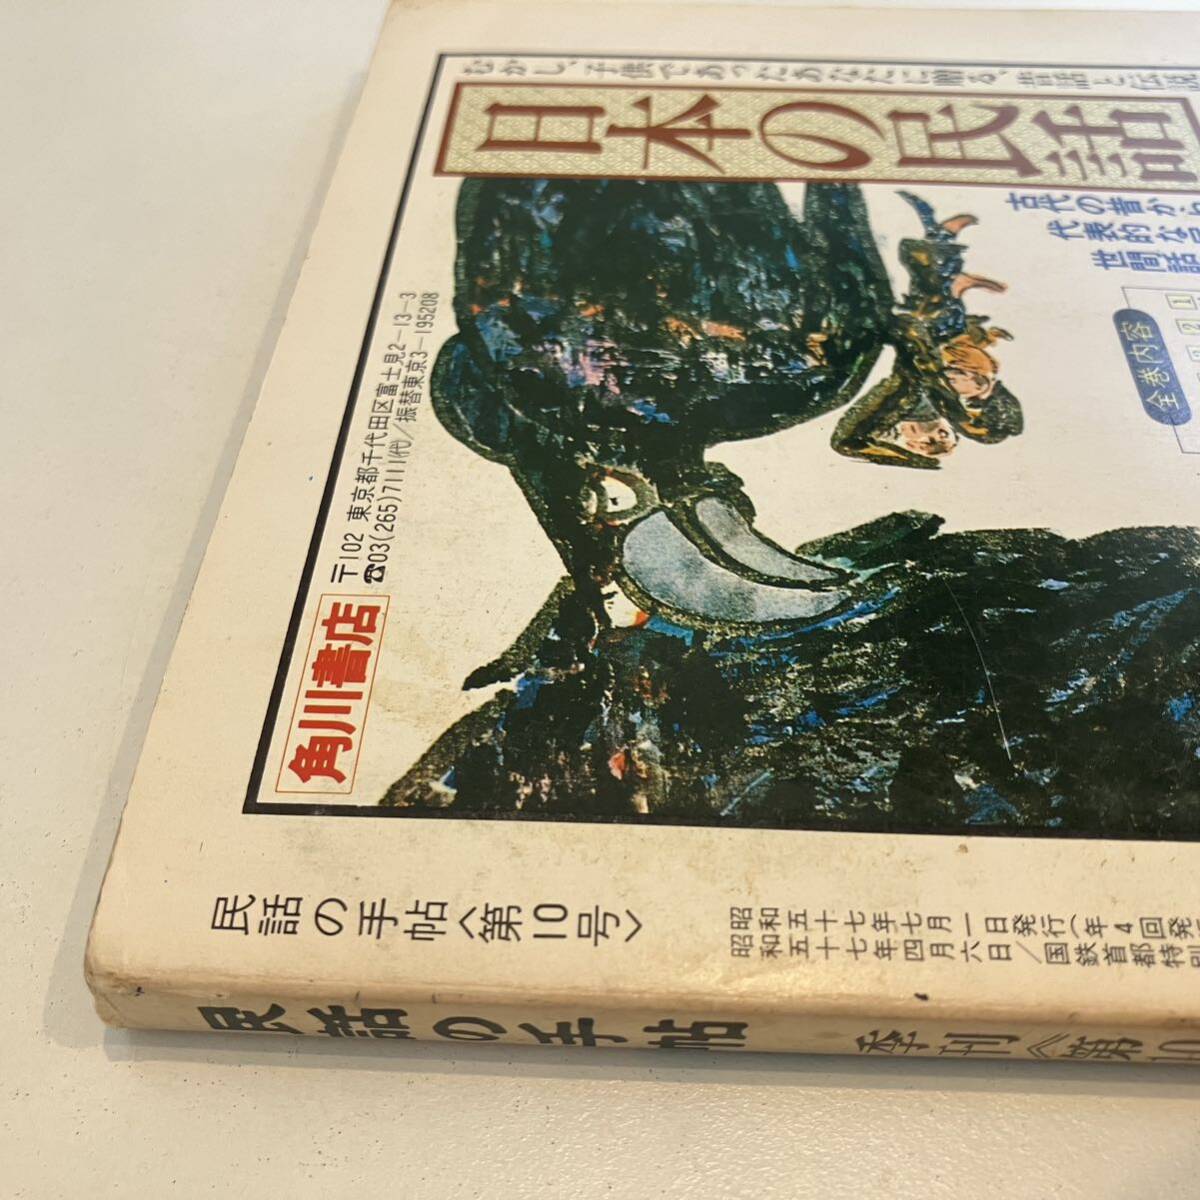 むかし、子供であったあなたに贈る、昔話と伝説
日本の民話
古代の昔から
代表的な
世間話
全巻内容
1
2
〒102 東京都千代田区富士見2-13-3
☎03(265)7111(代)/振替東京3-195208
角川書店
民話の手帖〈第10号〉
昭和五十七年七月一日発行(年4回発
昭和五十七年四月六日/国鉄首都特別
民話の手帖 季刊《第10